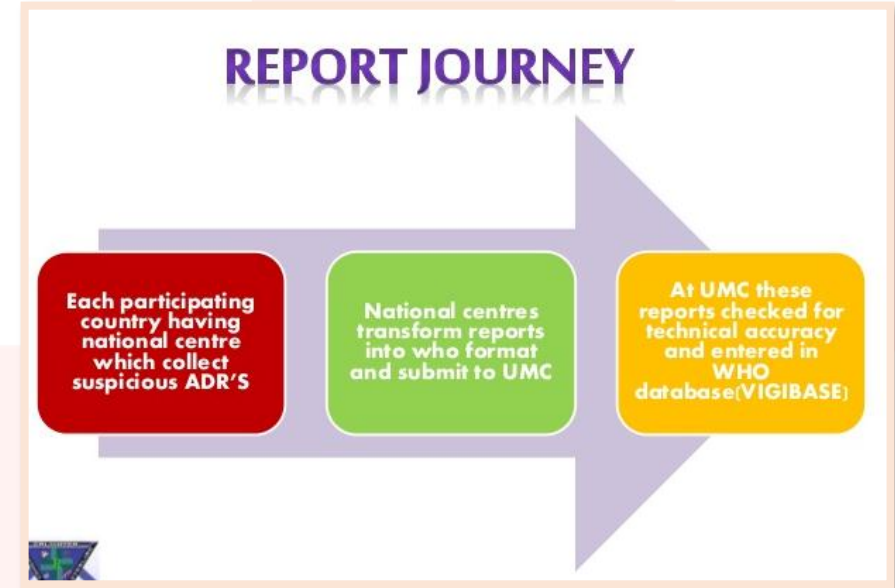 REPORT JOURNEY
Each participating
country having
national centre
which collect
suspicious ADR'S
National centres
transform reports
into who format
and submit to UMC
At UMC these
reports checked for
technical accuracy
and entered in
WHO
database(VIGIBASE)